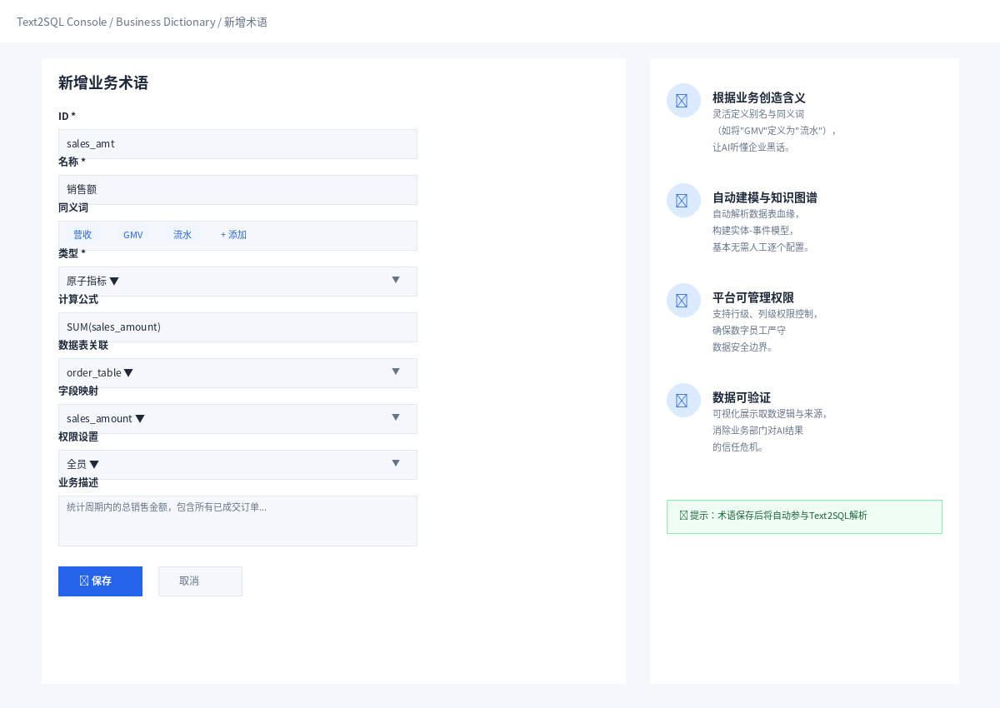 Text2SQL Console / Business Dictionary / 新增术语
新增业务术语
ID *
sales_amt
名称 *
销售额
同义词
营收 GMV 流水 + 添加
类型 *
原子指标 ▼ ▼
计算公式
SUM(sales_amount)
数据表关联
order_table ▼ ▼
字段映射
sales_amount ▼ ▼
权限设置
全员 ▼ ▼
业务描述
统计周期内的总销售金额，包含所有已成交订单...
保存 取消
根据业务创造含义
灵活定义别名与同义词
（如将"GMV"定义为"流水"），
让AI听懂企业黑话。
自动建模与知识图谱
自动解析数据表血缘，
构建实体-事件模型，
基本无需人工逐个配置。
平台可管理权限
支持行级、列级权限控制，
确保数字员工严守
数据安全边界。
数据可验证
可视化展示取数逻辑与来源，
消除业务部门对AI结果
的信任危机。
提示：术语保存后将自动参与Text2SQL解析